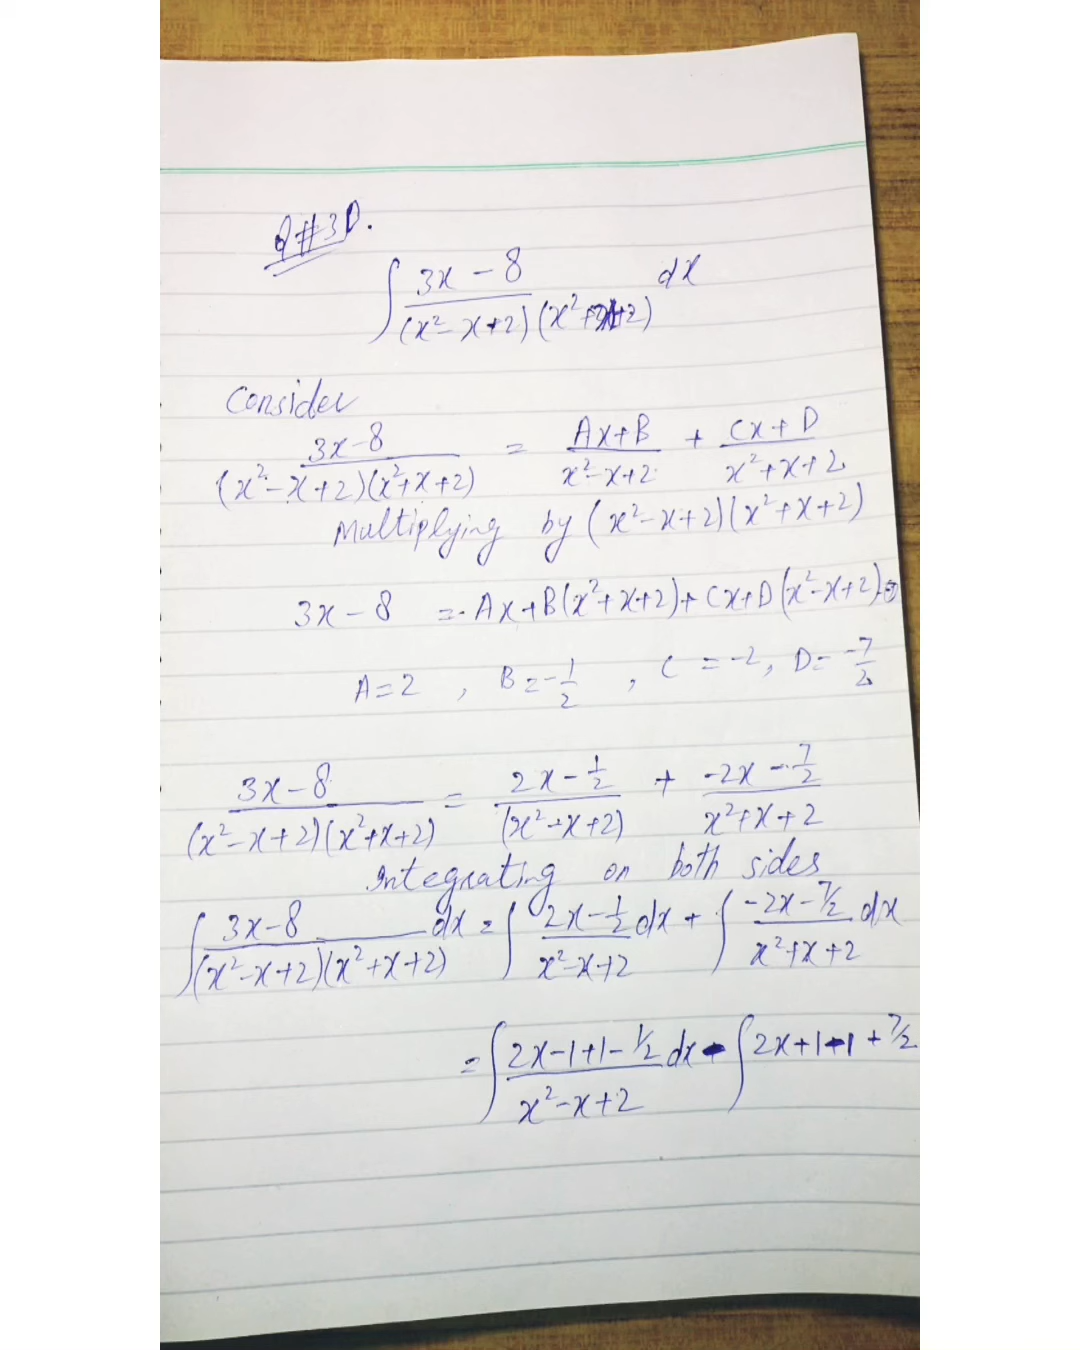 Q#3D.
∫ 3x - 8 / (x² - x + 2) (x² + x + 2) dx
Consider
3x - 8 / (x² - x + 2)(x² + x + 2) = Ax + B / x² - x + 2 + Cx + D / x² + x + 2
Multiplying by (x² - x + 2)(x² + x + 2)
3x - 8 = Ax + B(x² + x + 2) + Cx + D(x² - x + 2)
A = 2 , B = -1/2 , C = -2, D = -7/2
3x - 8 / (x² - x + 2)(x² + x + 2) = 2x - 1/2 / (x² - x + 2) + -2x - 7/2 / x² + x + 2
Integrating on both sides
∫ 3x - 8 / (x² - x + 2)(x² + x + 2) dx = ∫ 2x - 1/2 / x² - x + 2 dx + ∫ -2x - 7/2 / x² + x + 2 dx
= ∫ 2x - 1 + 1 - 1/2 / x² - x + 2 dx - ∫ 2x + 1 - 1 + 7/2